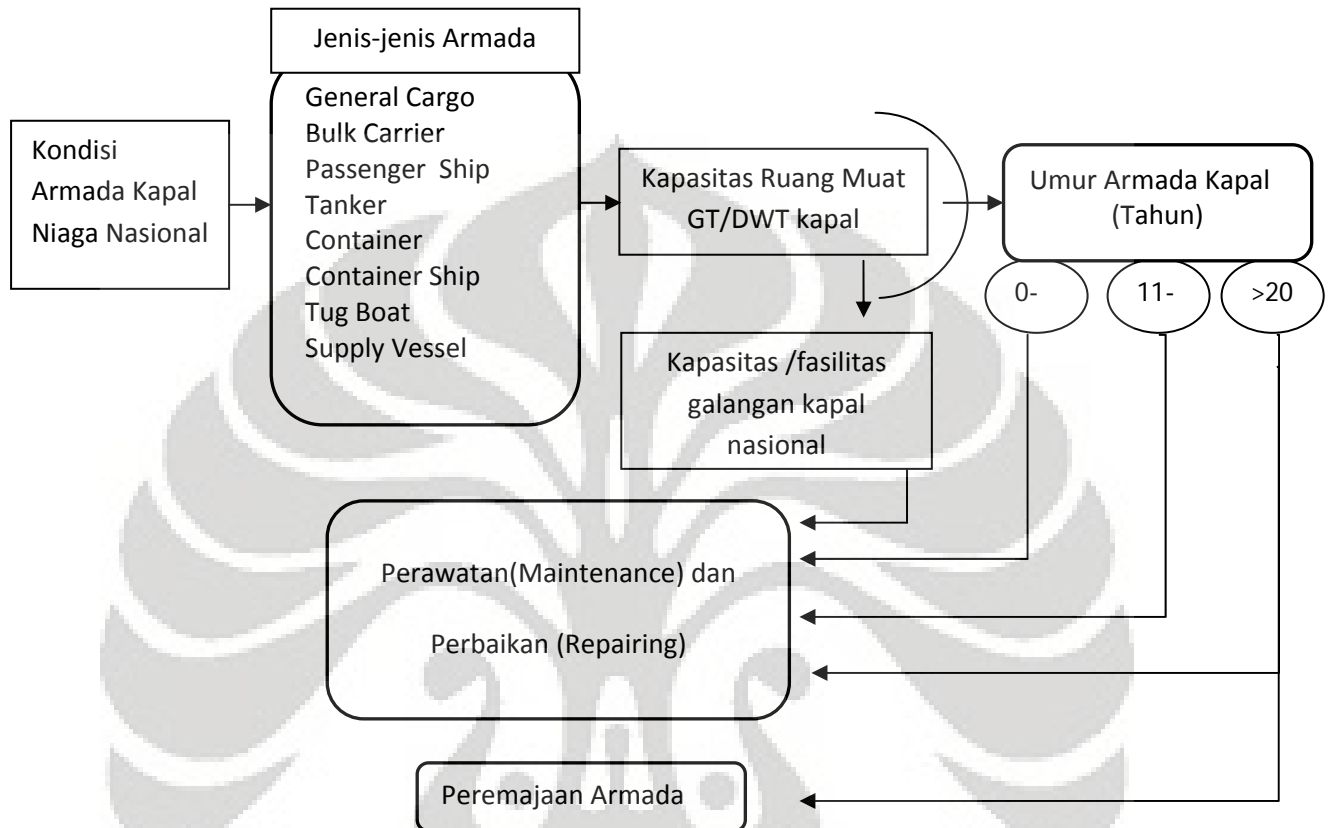 Jenis-jenis Armada
Kondisi
Armada Kapal
Niaga Nasional
General Cargo
Bulk Carrier
Passenger Ship
Tanker
Container
Container Ship
Tug Boat
Supply Vessel
Kapasitas Ruang Muat
GT/DWT kapal
Umur Armada Kapal
(Tahun)
0-
11-
>20
Kapasitas /fasilitas
galangan kapal
nasional
Perawatan(Maintenance) dan
Perbaikan (Repairing)
Peremajaan Armada